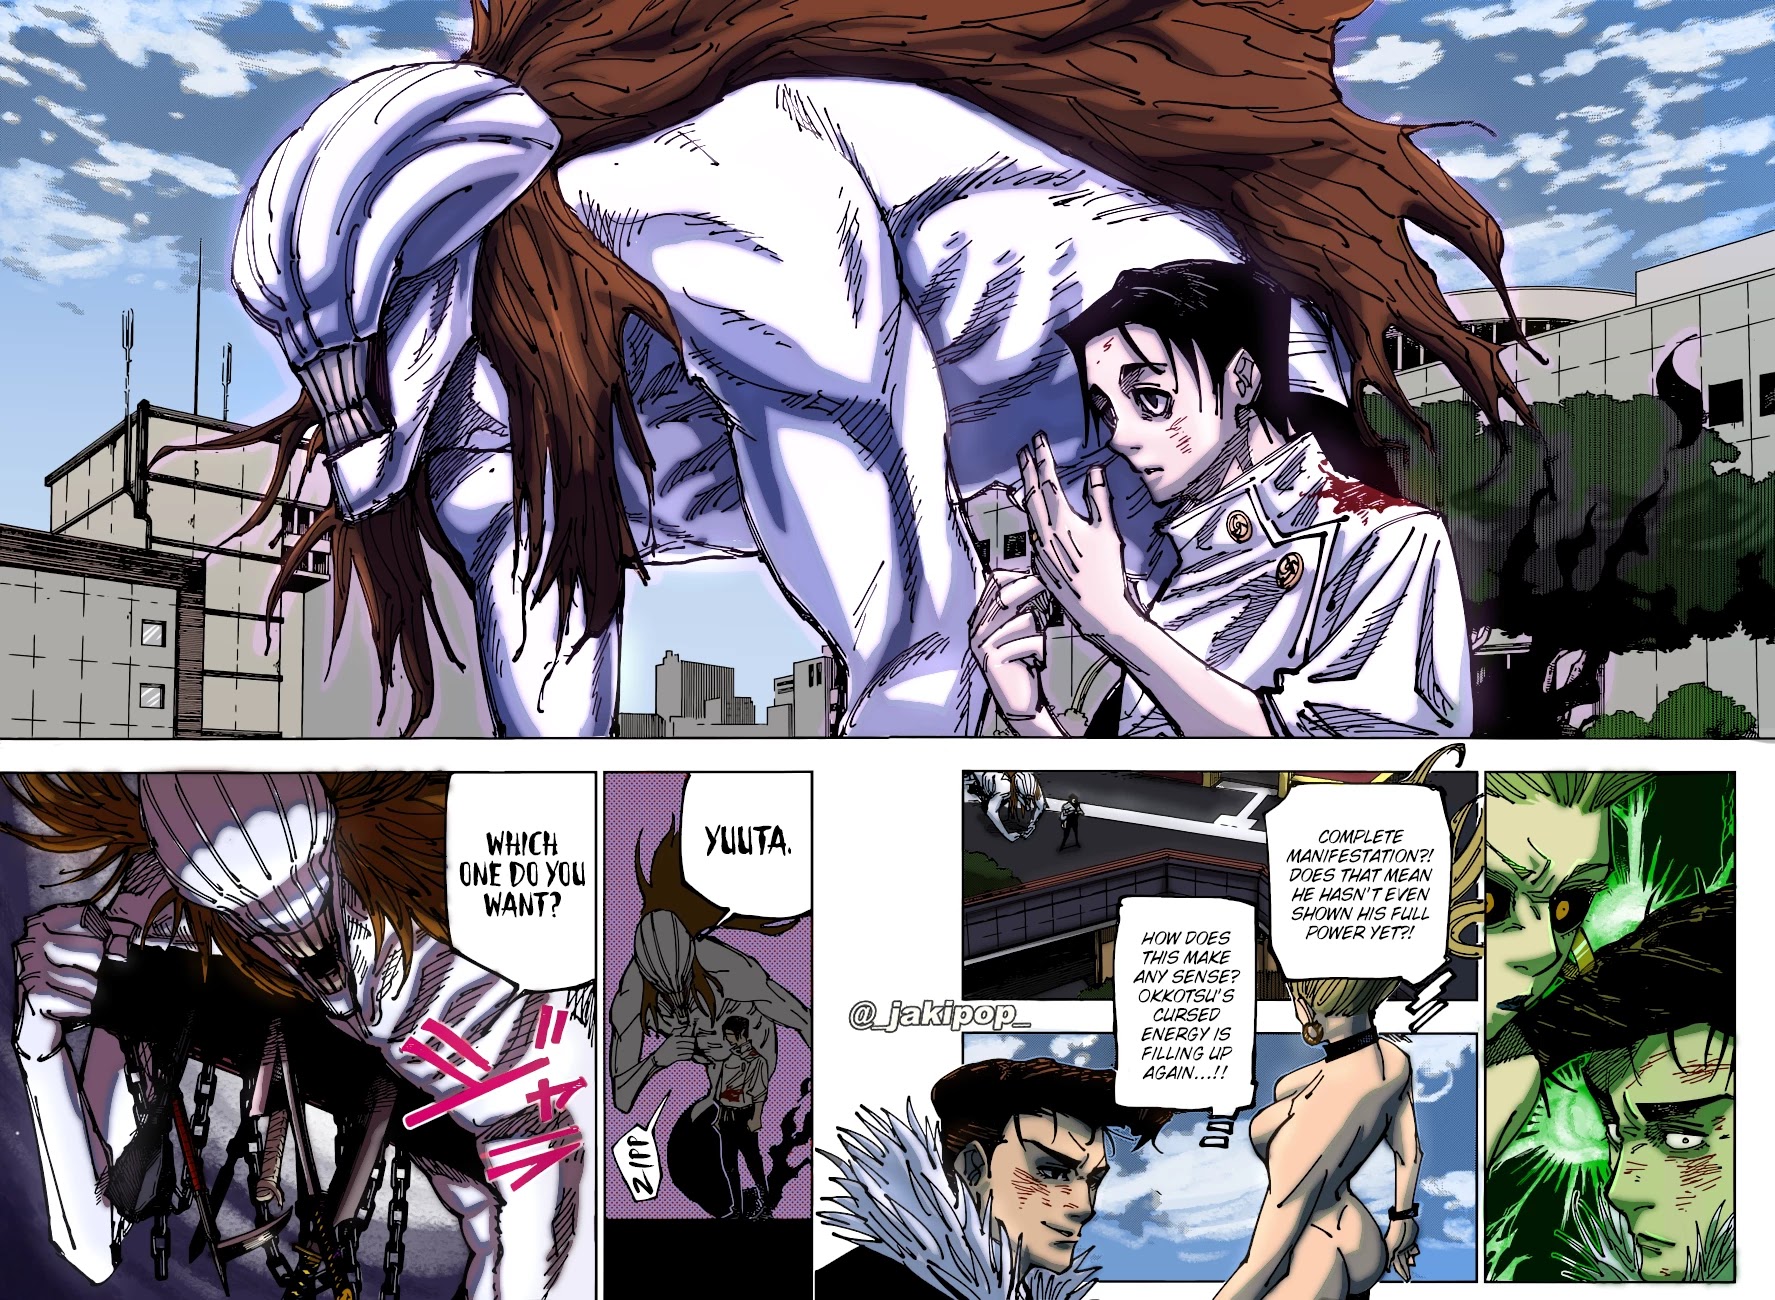 COMPLETE
MANIFESTATION?!
DOES THAT MEAN
HE HASN'T EVEN
SHOWN HIS FULL
POWER YET?!
HOW DOES
THIS MAKE
ANY SENSE?
OKKOTSU'S
CURSED
ENERGY IS
FILLING UP
AGAIN...!!
@_jakipop_
YUUTA.
ZIPP
WHICH
ONE DO YOU
WANT?
ジャラ